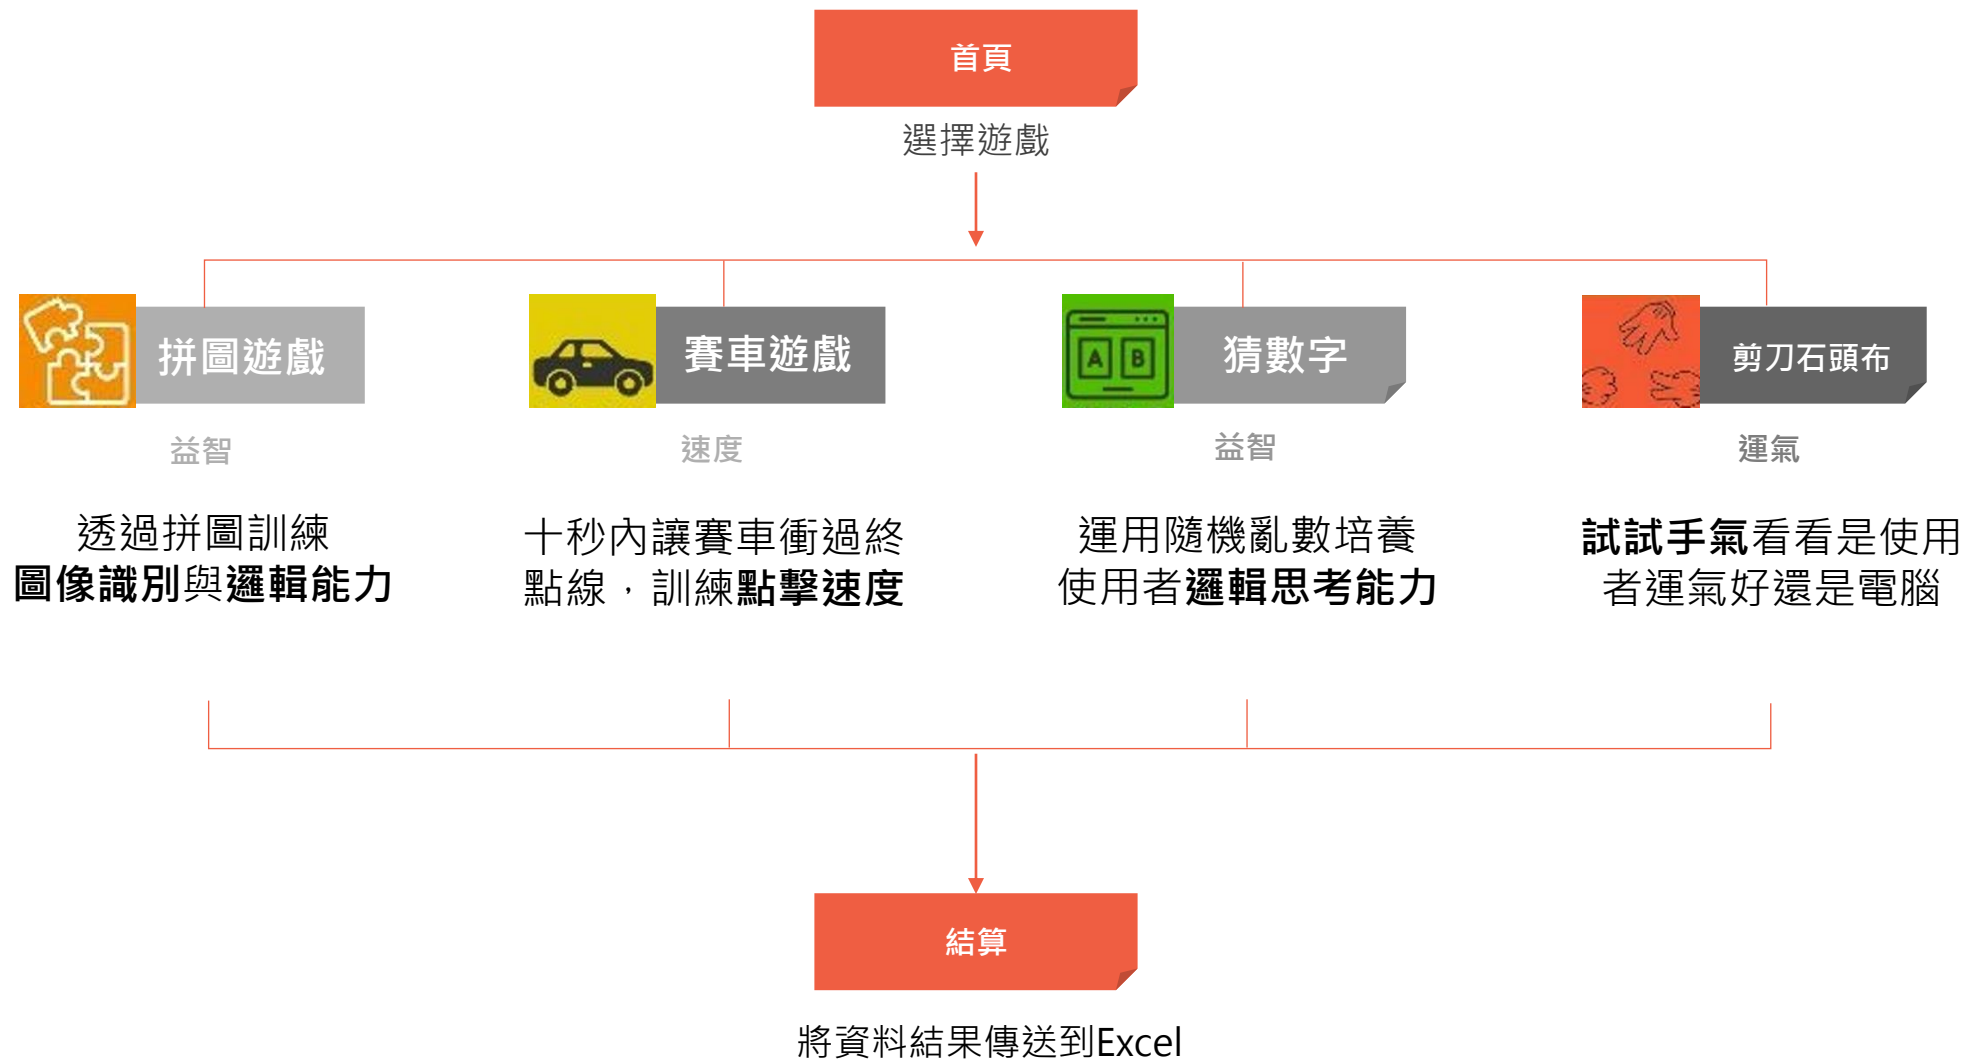 首頁
選擇遊戲
拼圖遊戲
賽車遊戲
A B
猜數字
剪刀石頭布
益智
速度
益智
運氣
透過拼圖訓練
圖像識別與邏輯能力
十秒內讓賽車衝過終
點線，訓練點擊速度
運用隨機亂數培養
使用者邏輯思考能力
試試手氣看看是使用
者運氣好還是電腦
結算
將資料結果傳送到Excel